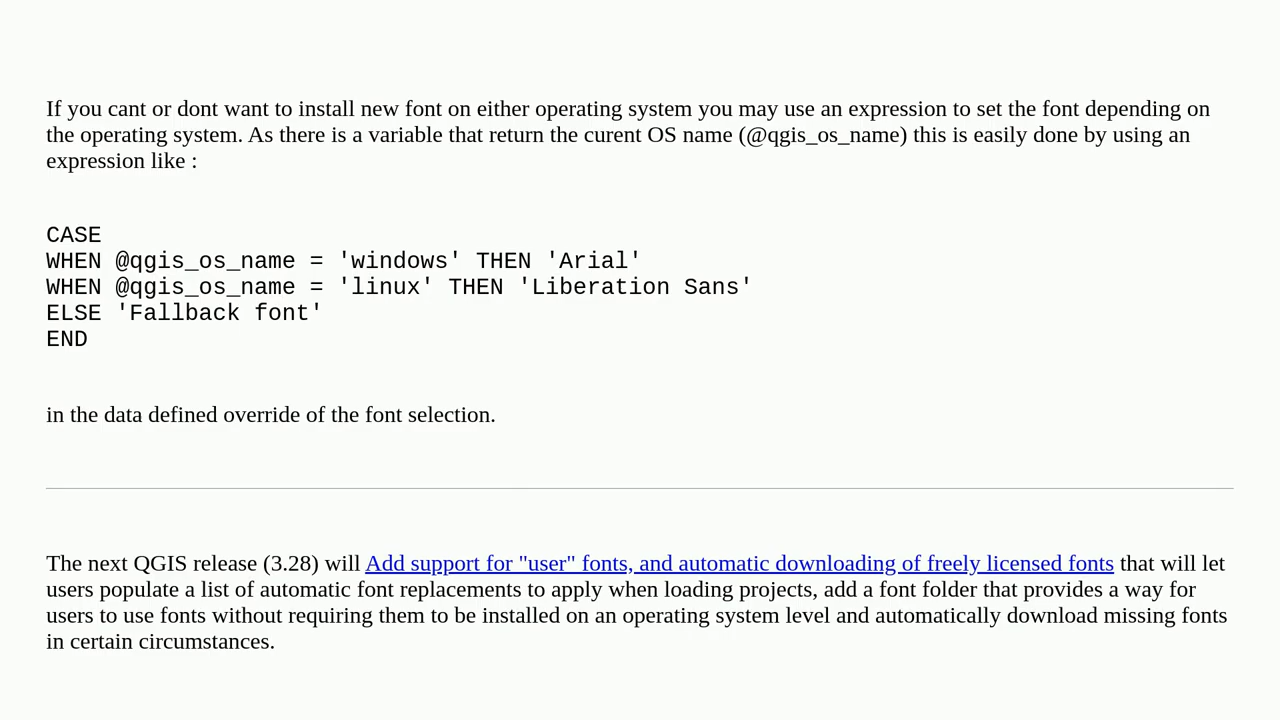 If you cant or dont want to install new font on either operating system you may use an expression to set the font depending on
the operating system. As there is a variable that return the curent OS name (@qgis_os_name) this is easily done by using an
expression like :
CASE
WHEN @qgis_os_name = 'windows' THEN 'Arial'
WHEN @qgis_os_name = 'linux' THEN 'Liberation Sans'
ELSE 'Fallback font'
END
in the data defined override of the font selection.
The next QGIS release (3.28) will Add support for "user" fonts, and automatic downloading of freely licensed fonts that will let
users populate a list of automatic font replacements to apply when loading projects, add a font folder that provides a way for
users to use fonts without requiring them to be installed on an operating system level and automatically download missing fonts
in certain circumstances.